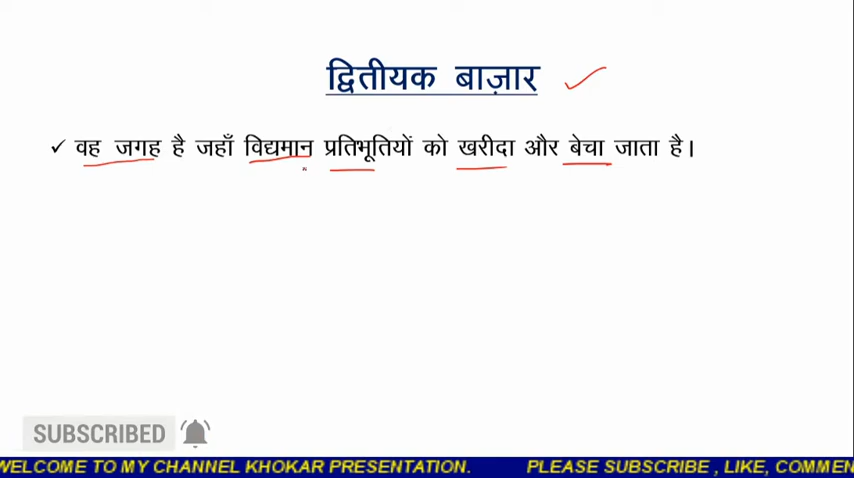 द्वितीयक बाज़ार
✓ वह जगह है जहाँ विद्यमान प्रतिभूतियों को खरीदा और बेचा जाता है।
SUBSCRIBED
WELCOME TO MY CHANNEL KHOKAR PRESENTATION. PLEASE SUBSCRIBE , LIKE, COMMEN